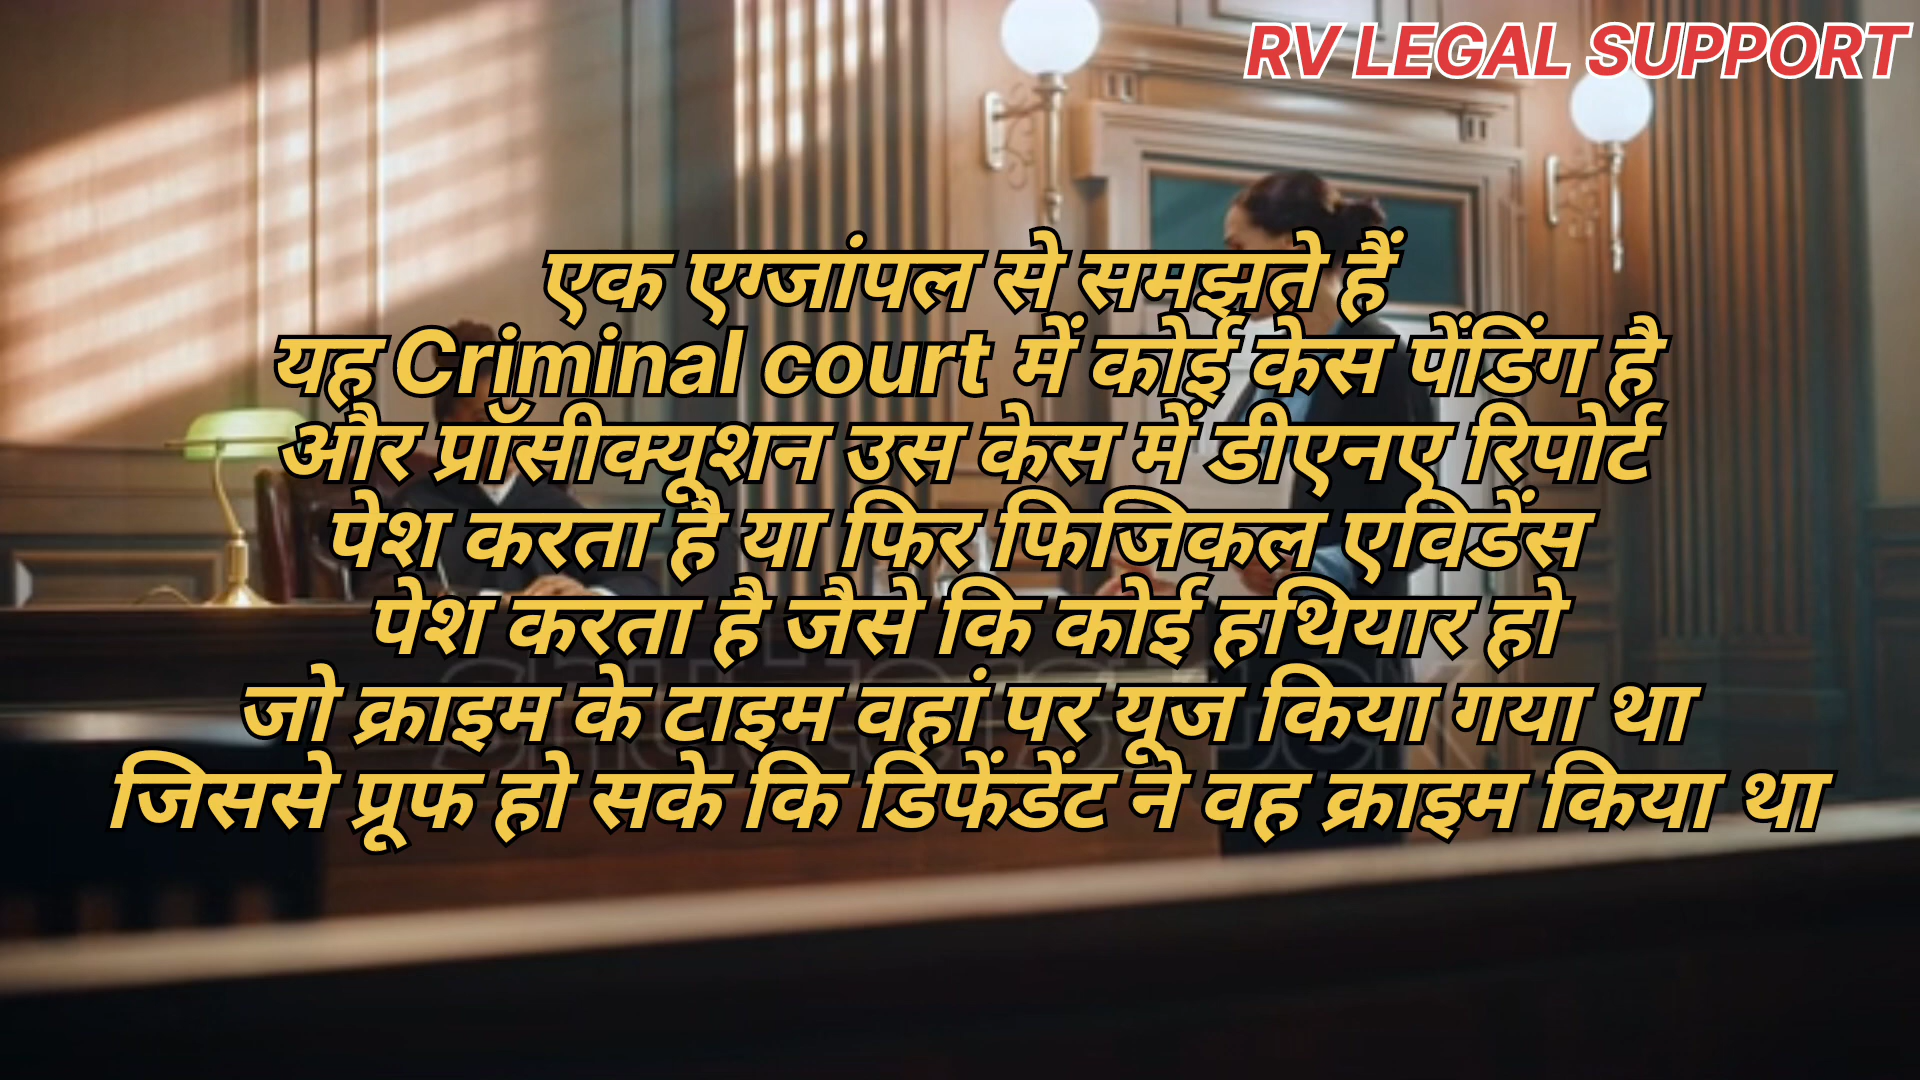 RV LEGAL SUPPORT
एक एग्जांपल से समझते हैं
यह Criminal court में कोई केस पेंडिंग है
और प्रॉसीक्यूशन उस केस में डीएनए रिपोर्ट
पेश करता है या फिर फिजिकल एविडेंस
पेश करता है जैसे कि कोई हथियार हो
जो क्राइम के टाइम वहां पर यूज किया गया था
जिससे प्रूफ हो सके कि डिफेंडेंट ने वह क्राइम किया था
shutterstock